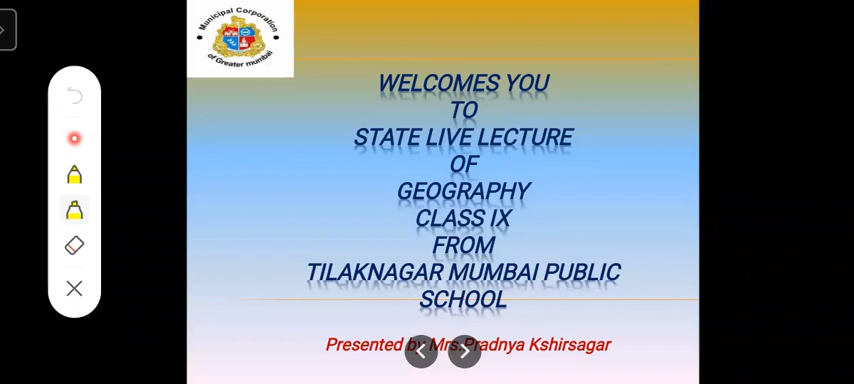 Municipal Corporation
of Greater mumbai
WELCOMES YOU
TO
STATE LIVE LECTURE
OF
GEOGRAPHY
CLASS IX
FROM
TILAKNAGAR MUMBAI PUBLIC
SCHOOL
Presented by Mrs.Pradnya Kshirsagar